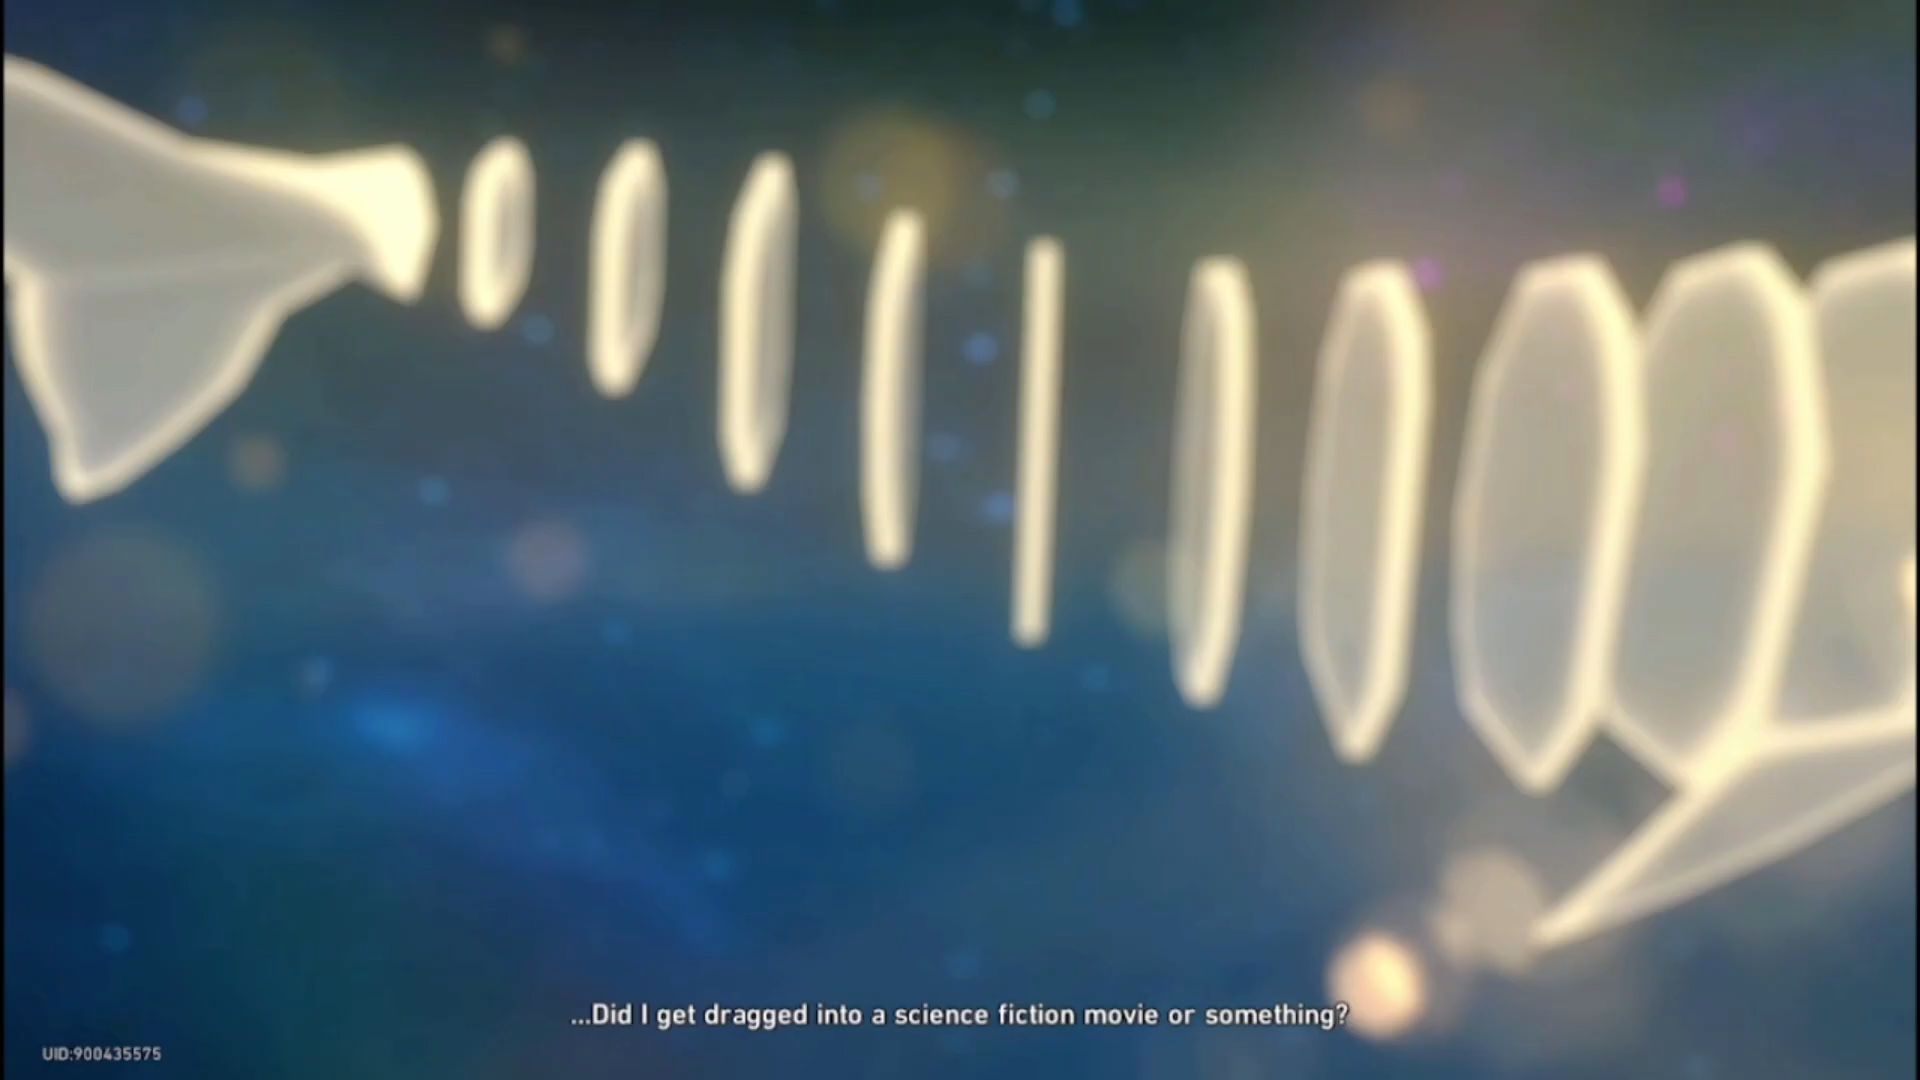 ...Did I get dragged into a science fiction movie or something?
UID:900435575